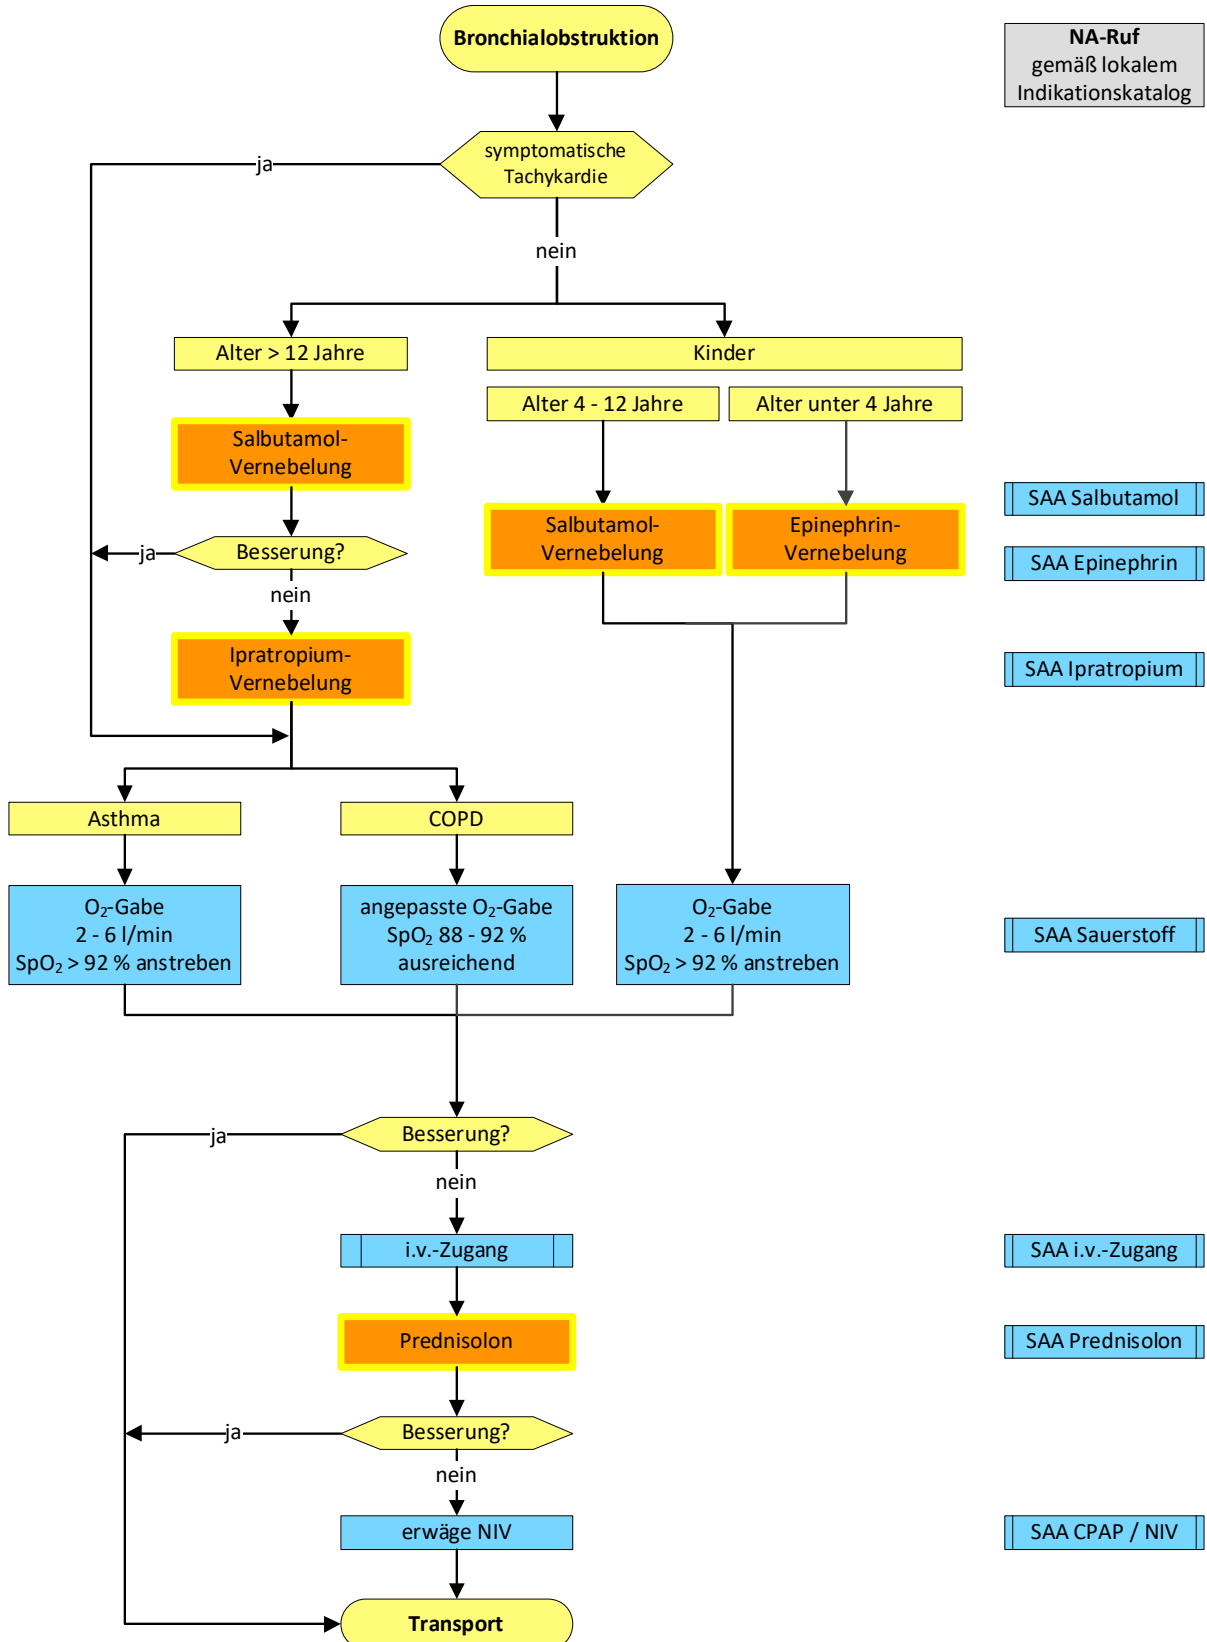 Bronchialobstruktion
NA-Ruf
gemäß lokalem
Indikationskatalog
symptomatische
Tachykardie
ja
nein
Alter > 12 Jahre
Kinder
Alter 4 - 12 Jahre
Alter unter 4 Jahre
Salbutamol-
Vernebelung
SAA Salbutamol
Salbutamol-
Vernebelung
Epinephrin-
Vernebelung
Besserung?
ja
nein
SAA Epinephrin
Ipratropium-
Vernebelung
SAA Ipratropium
Asthma
COPD
O₂-Gabe
2 - 6 l/min
SpO₂ > 92 % anstreben
angepasste O₂-Gabe
SpO₂ 88 - 92 %
ausreichend
O₂-Gabe
2 - 6 l/min
SpO₂ > 92 % anstreben
SAA Sauerstoff
Besserung?
ja
nein
i.v.-Zugang
SAA i.v.-Zugang
Prednisolon
SAA Prednisolon
Besserung?
ja
nein
erwäge NIV
SAA CPAP / NIV
Transport